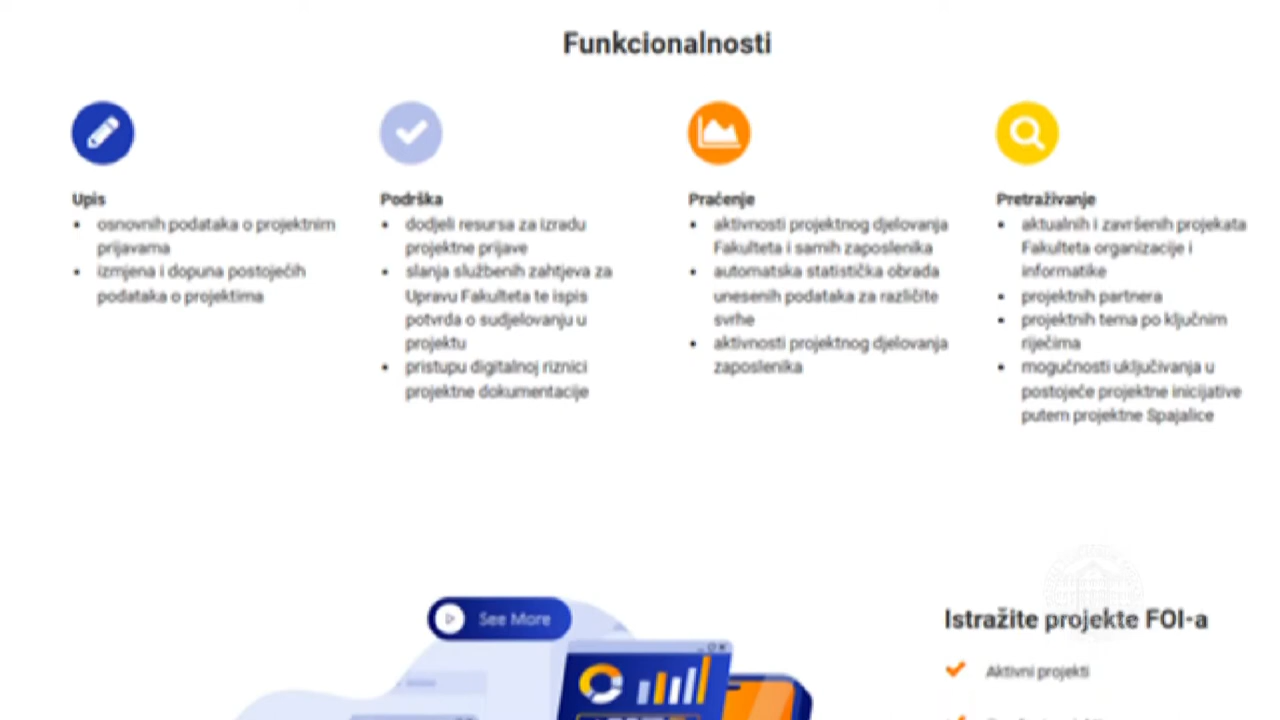 Funkcionalnosti
Upis
• osnovnih podataka o projektnim
prijavama
• izmjena i dopuna postojećih
podataka o projektima
Podrška
• dodjeli resursa za izradu
projektne prijave
• slanja službenih zahtjeva za
Upravu Fakulteta te ispis
potvrda o sudjelovanju u
projektu
• pristupu digitalnoj riznici
projektne dokumentacije
Praćenje
• aktivnosti projektnog djelovanja
Fakulteta i samih zaposlenika
• automatska statistička obrada
unesenih podataka za različite
svrhe
• aktivnosti projektnog djelovanja
zaposlenika
Pretraživanje
• aktualnih i završenih projekata
Fakulteta organizacije i
informatike
• projektnih partnera
• projektnih tema po ključnim
riječima
• mogućnosti uključivanja u
postojeće projektne inicijative
putem projektne Spajalice
See More
Istražite projekte FOI-a
Aktivni projekti